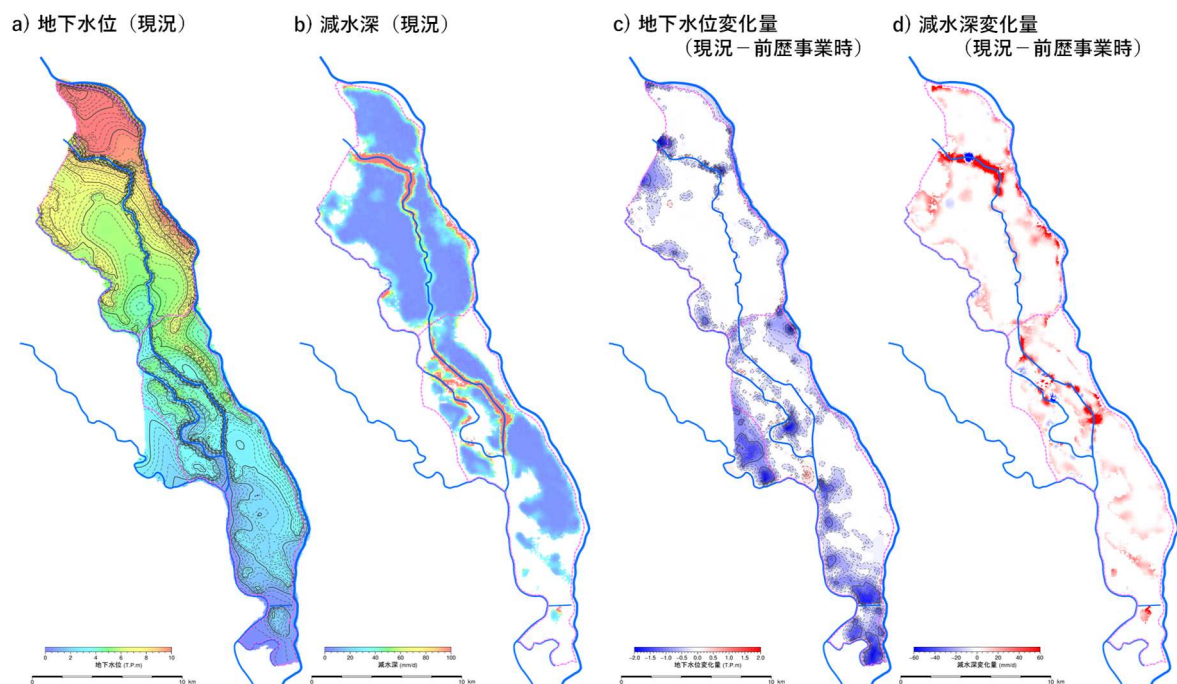 a) 地下水位（現況）
b) 減水深（現況）
c) 地下水位変化量
（現況－前歴事業時）
d) 減水深変化量
（現況－前歴事業時）
0 2 4 6 8 10
地下水位 (T.P.m)
0 10 km
0 20 40 60 80 100
減水深 (mm/d)
0 10 km
-2.0 -1.5 -1.0 -0.5 0.0 0.5 1.0 1.5 2.0
地下水位変化量 (T.P.m)
0 10 km
-60 -40 -20 0 20 40 60
減水深変化量 (mm/d)
0 10 km